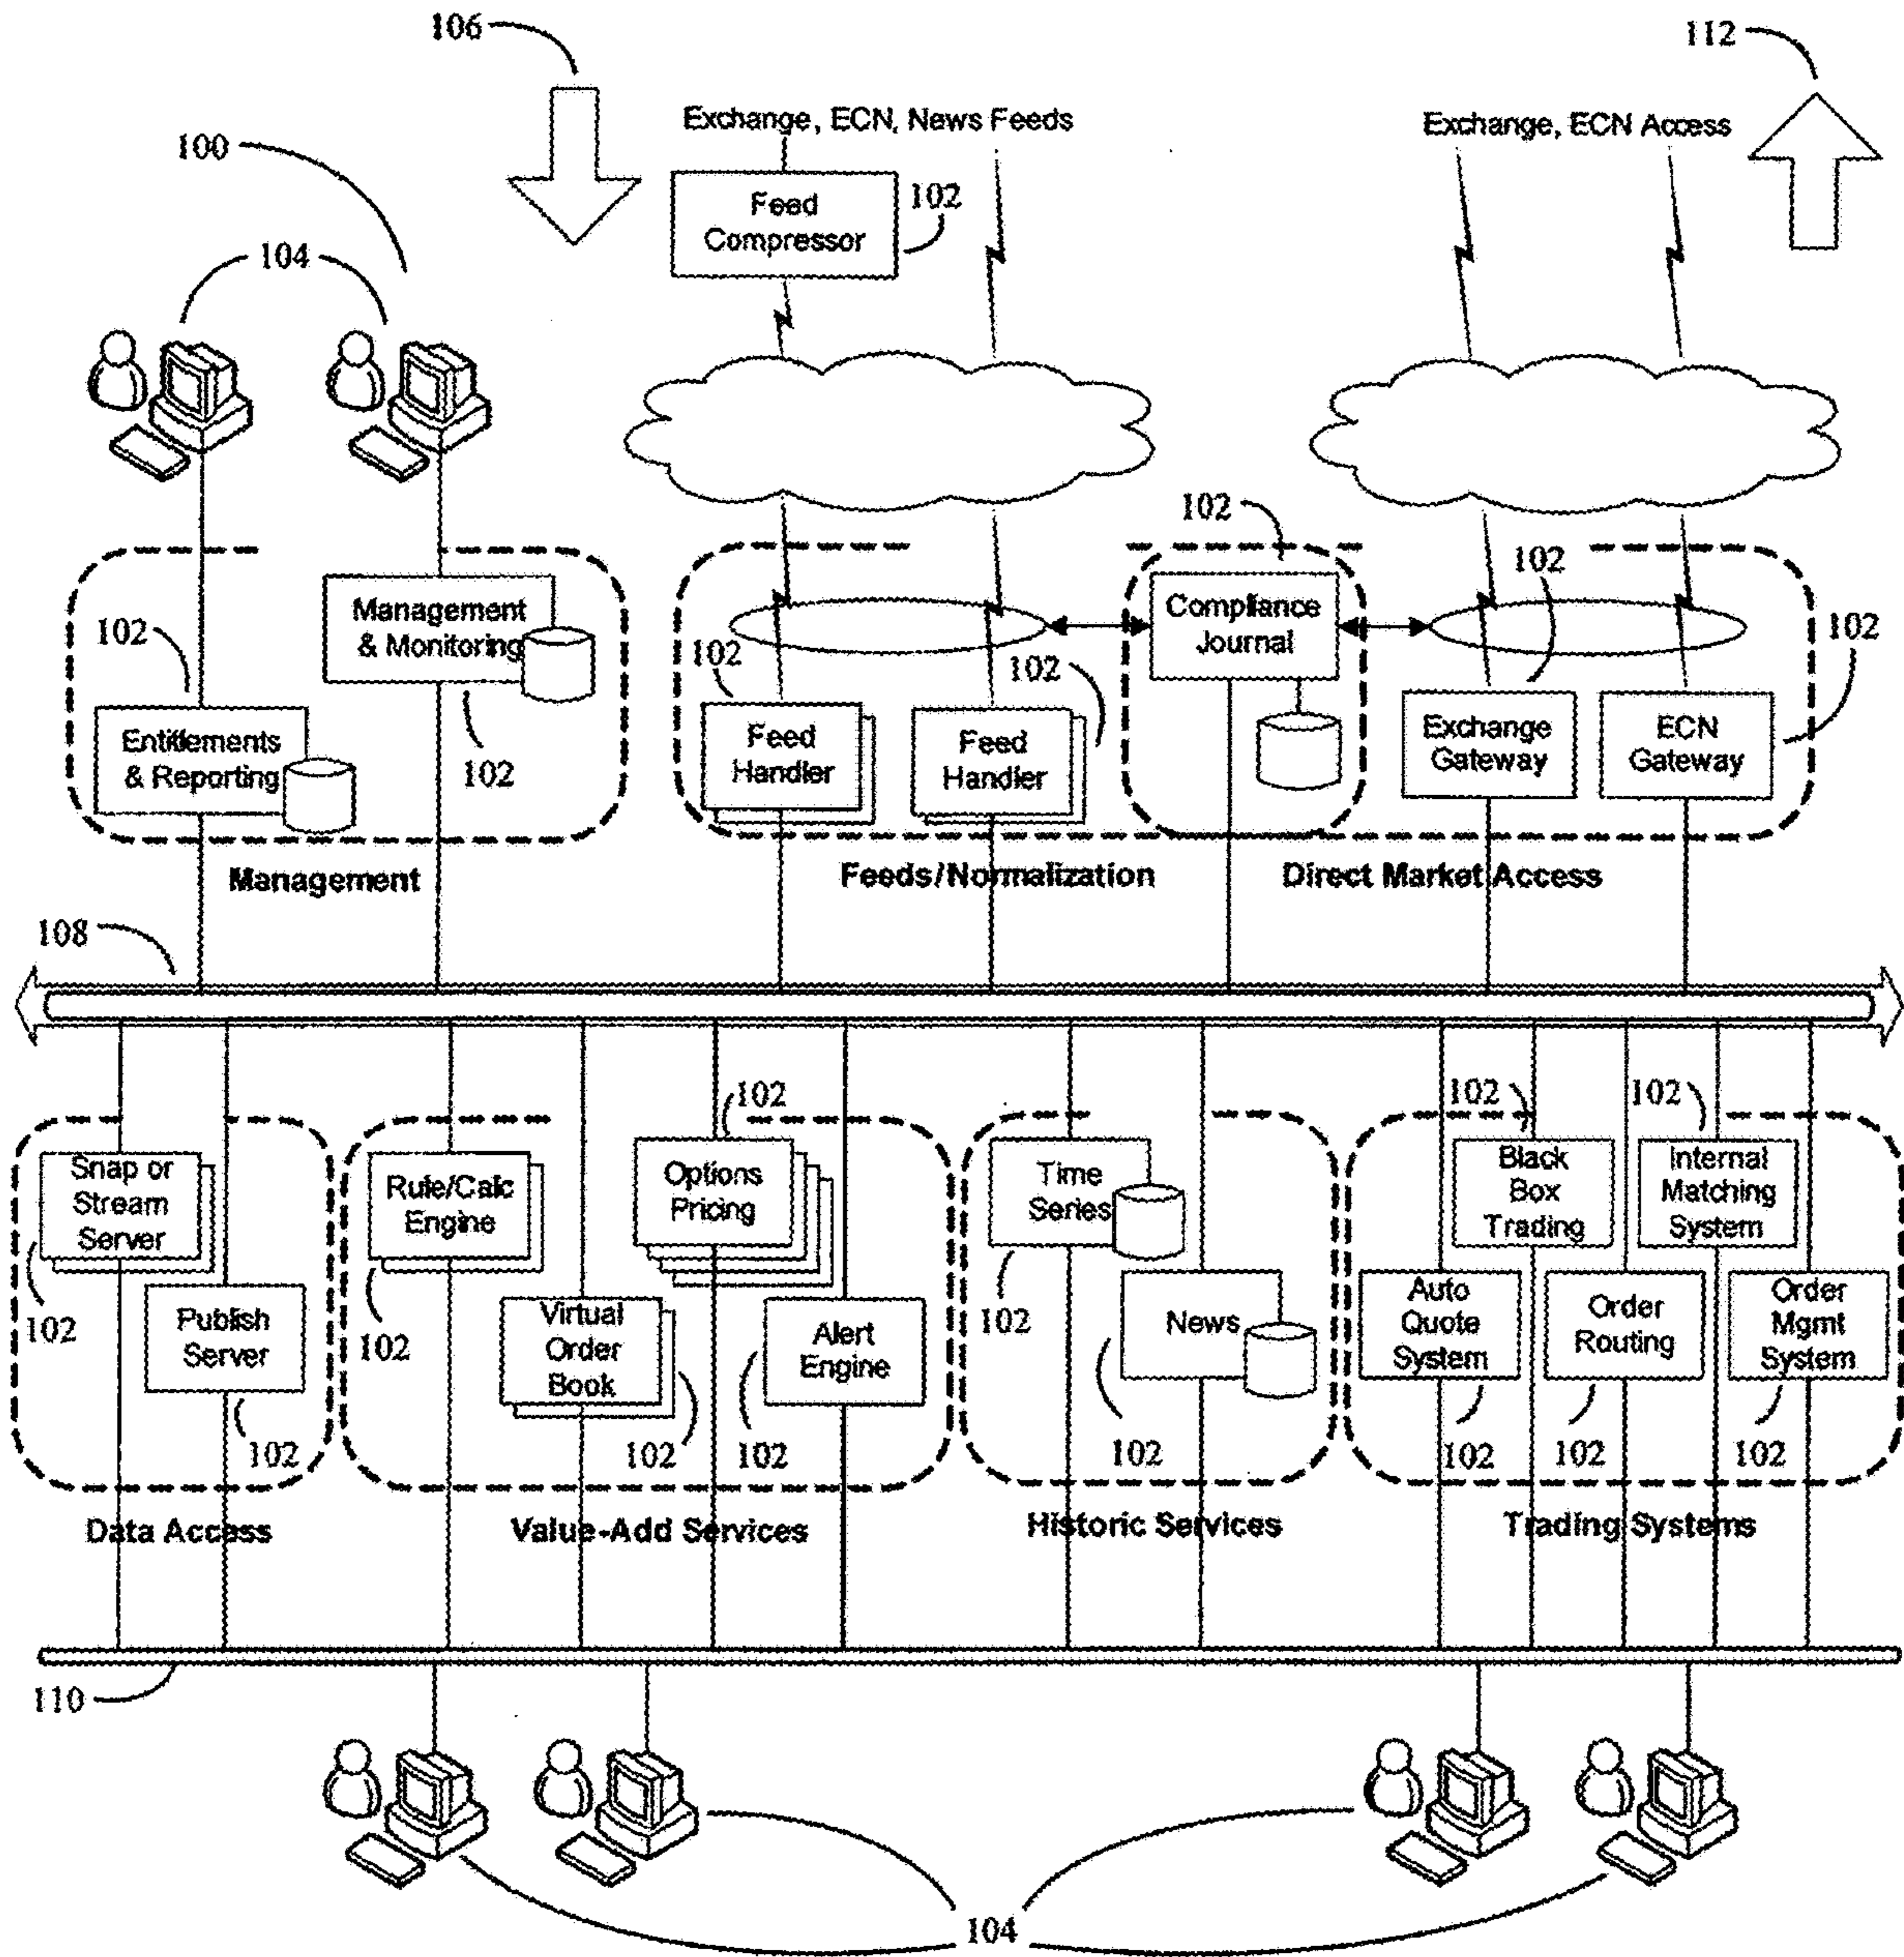 106
112
Exchange, ECN, News Feeds
Exchange, ECN Access
100
Feed
Compressor
102
104
102
102
Management
& Monitoring
Compliance
Journal
102
102
102
102
102
Entitlements
& Reporting
102
Feed
Handler
Feed
Handler
Exchange
Gateway
ECN
Gateway
Management
Feeds/Normalization
Direct Market Access
108
102
102
102
Snap or
Stream
Server
Rule/Calc
Engine
Options
Pricing
Time
Series
Black
Box
Trading
Internal
Matching
System
102
Publish
Server
102
Virtual
Order
Book
Alert
Engine
102
News
Auto
Quote
System
Order
Routing
Order
Mgmt
System
102
102
102
102
102
102
102
Data Access
Value-Add Services
Historic Services
Trading Systems
110
104